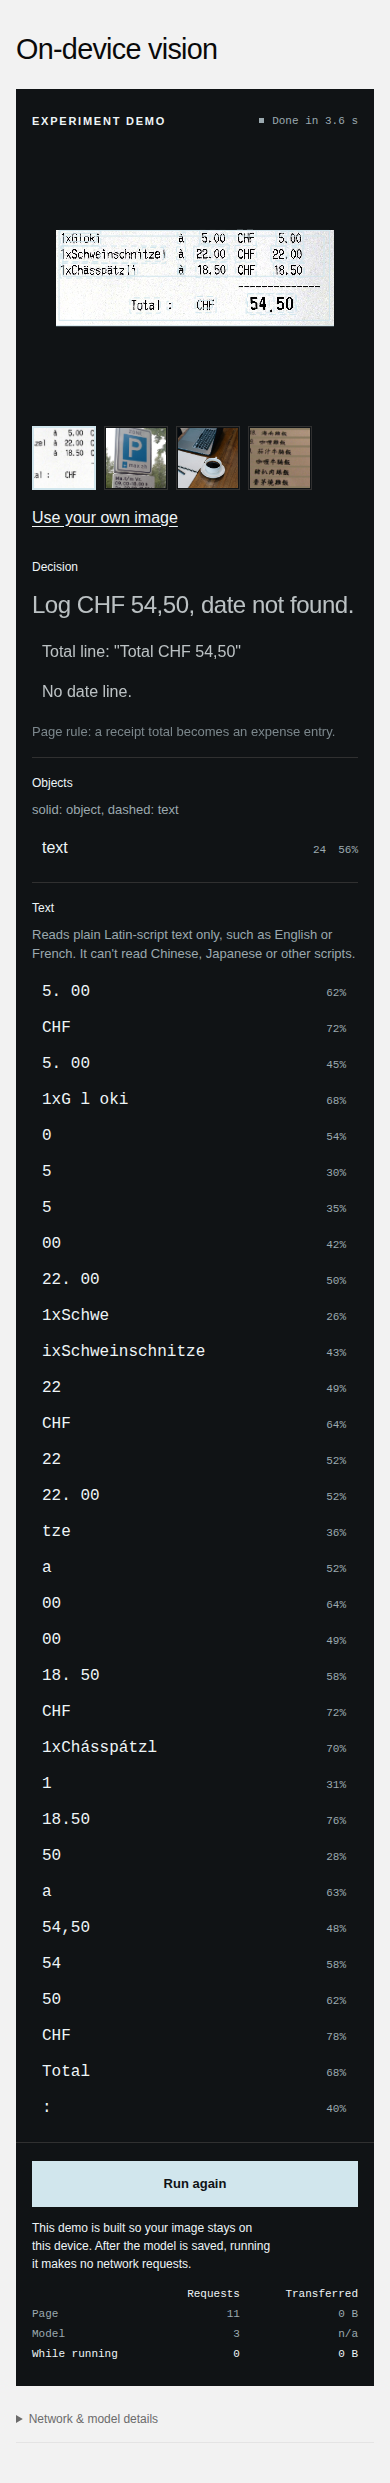 On-device vision
EXPERIMENT DEMO
Done in 3.6 s
1xGloki à 5.00 CHF 5.00
1xSchweinschnitzel à 22.00 CHF 22.00
1xChässpätzli à 18.50 CHF 18.50
Total : CHF 54.50
5,00 C
zel à 22,00 C
à 18,50 C
al : CHF
P
Use your own image
Decision
Log CHF 54,50, date not found.
Total line: "Total CHF 54,50"
No date line.
Page rule: a receipt total becomes an expense entry.
Objects
solid: object, dashed: text
text 24 56%
Text
Reads plain Latin-script text only, such as English or
French. It can't read Chinese, Japanese or other scripts.
5. 00 62%
CHF 72%
5. 00 45%
1xG l oki 68%
0 54%
5 30%
5 35%
00 42%
22. 00 50%
1xSchwe 26%
ixSchweinschnitze 43%
22 49%
CHF 64%
22 52%
22. 00 52%
tze 36%
a 52%
00 64%
00 49%
18. 50 58%
CHF 72%
1xChásspátzl 70%
1 31%
18.50 76%
50 28%
a 63%
54,50 48%
54 58%
50 62%
CHF 78%
Total 68%
: 40%
Run again
This demo is built so your image stays on
this device. After the model is saved, running
it makes no network requests.
Requests Transferred
Page 11 0 B
Model 3 n/a
While running 0 0 B
Network & model details